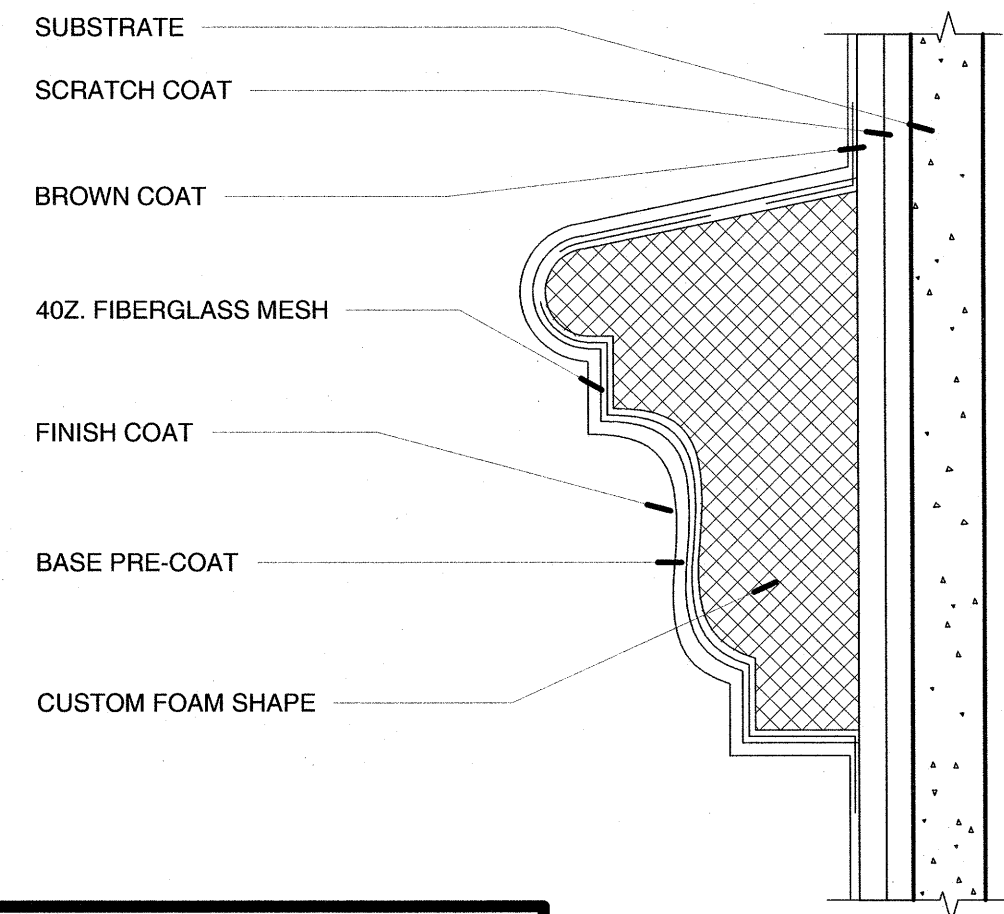 SUBSTRATE
SCRATCH COAT
BROWN COAT
40Z. FIBERGLASS MESH
FINISH COAT
BASE PRE-COAT
CUSTOM FOAM SHAPE